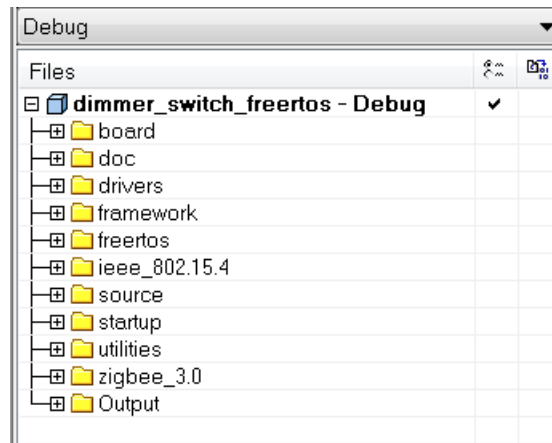 Debug
Files
dimmer_switch_freertos - Debug
board
doc
drivers
framework
freertos
ieee_802.15.4
source
startup
utilities
zigbee_3.0
Output